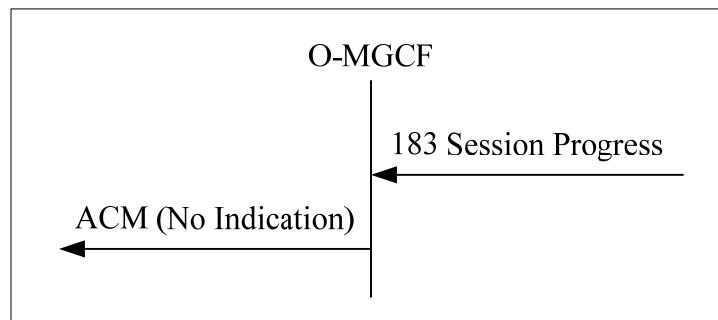 O-MGCF
183 Session Progress
ACM (No Indication)